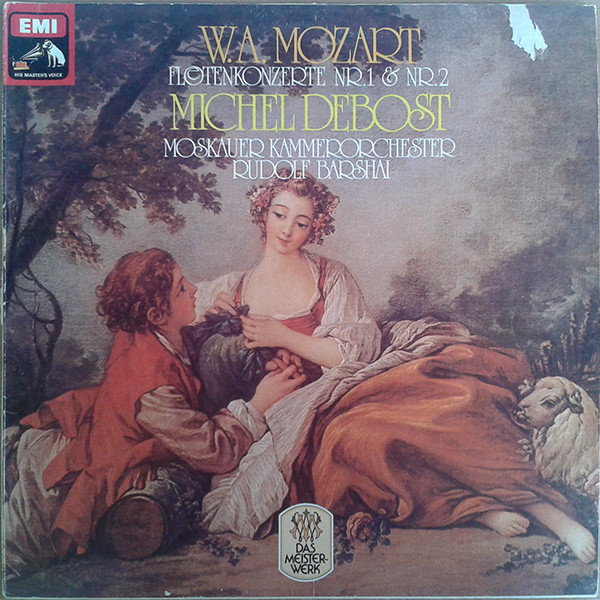 EMI
HIS MASTER'S VOICE
W.A. MOZART
FLÖTENKONZERTE NR.1 & NR.2
MICHEL DEBOST
MOSKAUER KAMMERORCHESTER
RUDOLF BARSHAI
DAS
MEISTER-
WERK